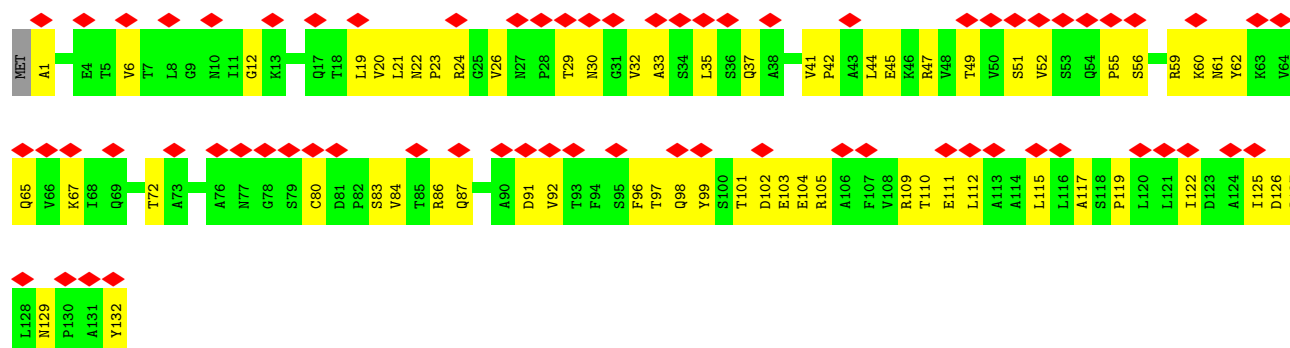 MET A1 E4 T5 V6 T7 L8 G9 N10 I11 G12 K13 Q17 T18 L19 V20 L21 N22 P23 R24 G25 V26 N27 P28 T29 N30 G31 V32 A33 S34 L35 S36 Q37 A38 V41 P42 A43 L44 E45 K46 R47 V48 T49 V50 S51 V52 S53 Q54 P55 S56 R59 K60 N61 Y62 K63 V64
Q65 V66 K67 I68 Q69 T72 A73 A76 N77 G78 S79 C80 D81 P82 S83 V84 T85 R86 Q87 A90 D91 V92 T93 F94 S95 F96 T97 Q98 Y99 S100 T101 D102 E103 E104 R105 A106 F107 V108 R109 T110 E111 L112 A113 A114 L115 L116 A117 S118 P119 L120 L121 I122 D123 A124 I125 D126
L128 N129 P130 A131 Y132